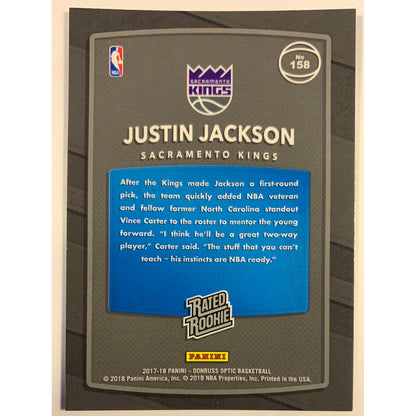 NBA
No
158
SACRAMENTO
KINGS
JUSTIN JACKSON
SACRAMENTO KINGS
After the Kings made Jackson a first-round
pick, the team quickly added NBA veteran
and fellow former North Carolina standout
Vince Carter to the roster to mentor the young
forward. “I think he’ll be a great two-way
player,” Carter said. “The stuff that you can’t
teach – his instincts are NBA ready.”
RATED
ROOKIE
PANINI
2017-18 PANINI – DONRUSS OPTIC BASKETBALL
© 2018 Panini America, Inc. © 2018 NBA Properties, Inc. Printed in the USA.